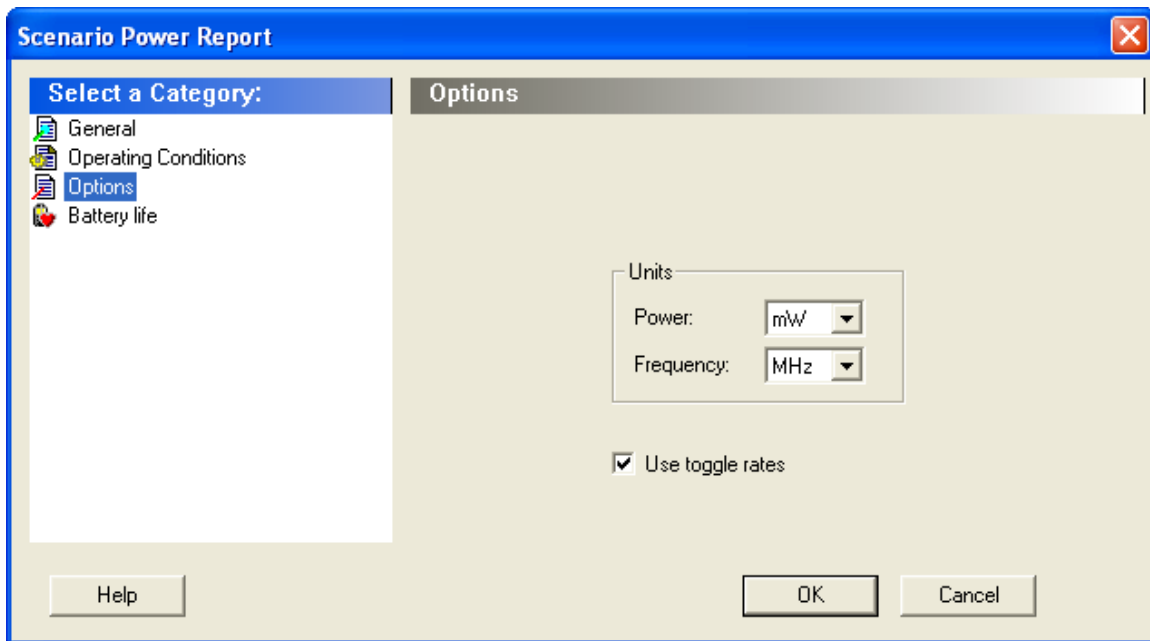 Scenario Power Report
Select a Category:
General
Operating Conditions
Options
Battery life
Options
Units
Power: mW
Frequency: MHz
Use toggle rates
Help
OK
Cancel